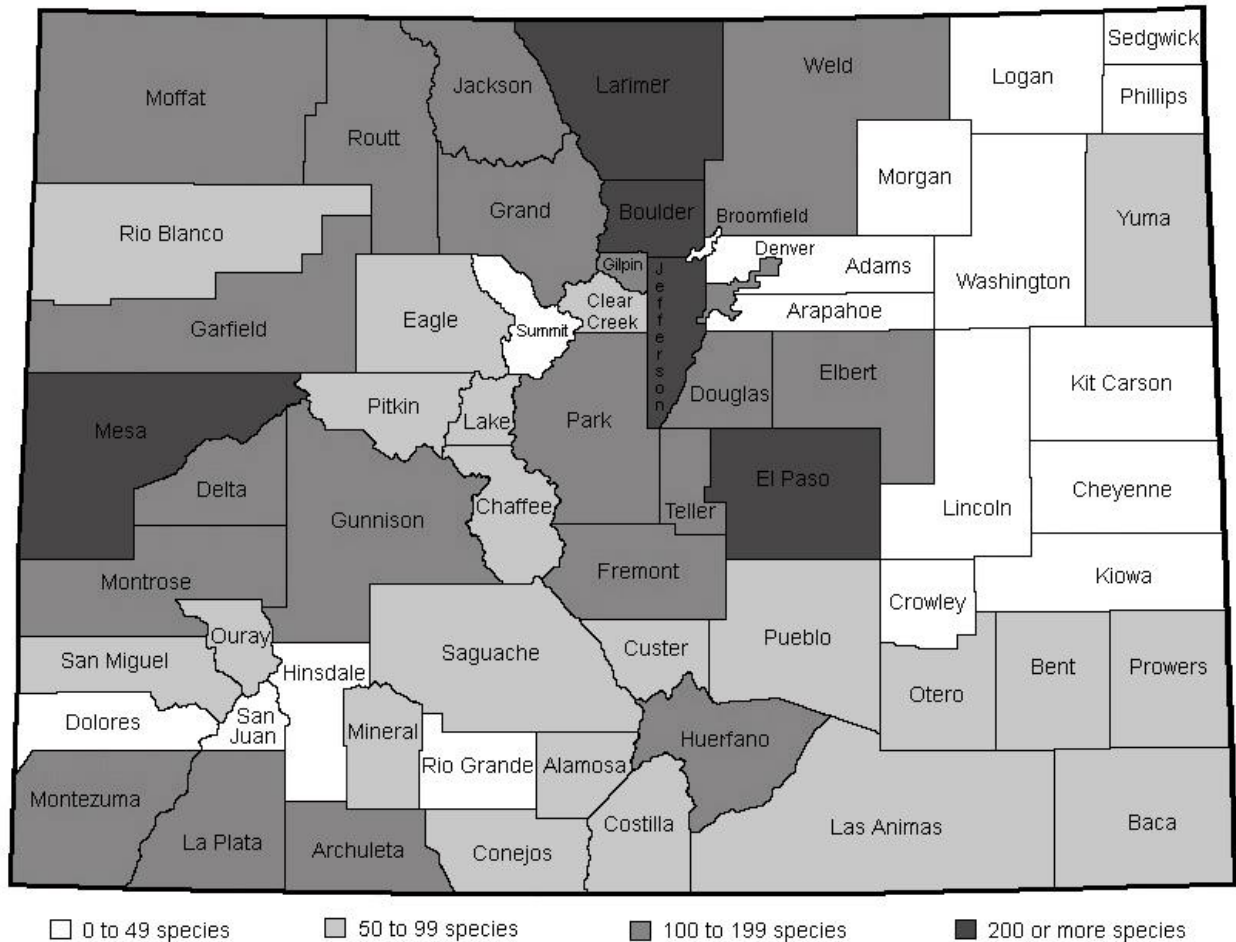 Sedgwick
Weld
Logan
Jackson
Larimer
Moffat
Phillips
Routt
Morgan
Grand
Boulder
Broomfield
Yuma
Rio Blanco
Denver
Gilpin
Adams
Washington
Jefferson
Clear
Creek
Eagle
Garfield
Summit
Arapahoe
Elbert
Kit Carson
Douglas
Pitkin
Lake
Park
Mesa
El Paso
Delta
Cheyenne
Chaffee
Lincoln
Teller
Gunnison
Fremont
Montrose
Kiowa
Crowley
Ouray
Pueblo
Custer
Saguache
San Miguel
Hinsdale
Bent
Prowers
Otero
Dolores
San
Juan
Mineral
Huerfano
Rio Grande
Alamosa
Montezuma
Costilla
Las Animas
Baca
La Plata
Archuleta
Conejos
0 to 49 species
50 to 99 species
100 to 199 species
200 or more species